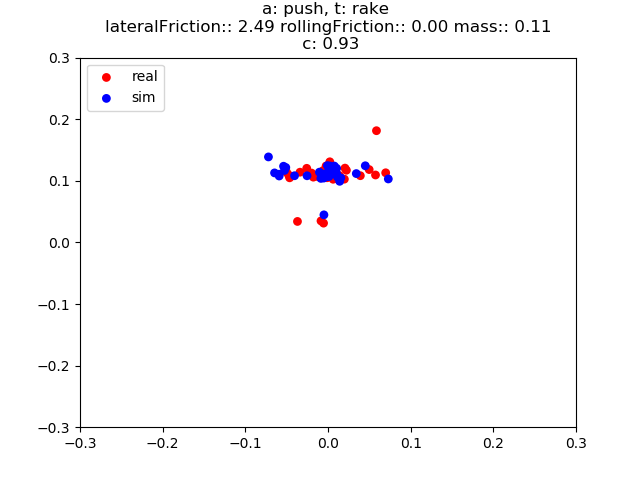 a: push, t: rake
lateralFriction:: 2.49 rollingFriction:: 0.00 mass:: 0.11
c: 0.93
real
sim
0.3
0.2
0.1
0.0
−0.1
−0.2
−0.3
−0.3 −0.2 −0.1 0.0 0.1 0.2 0.3